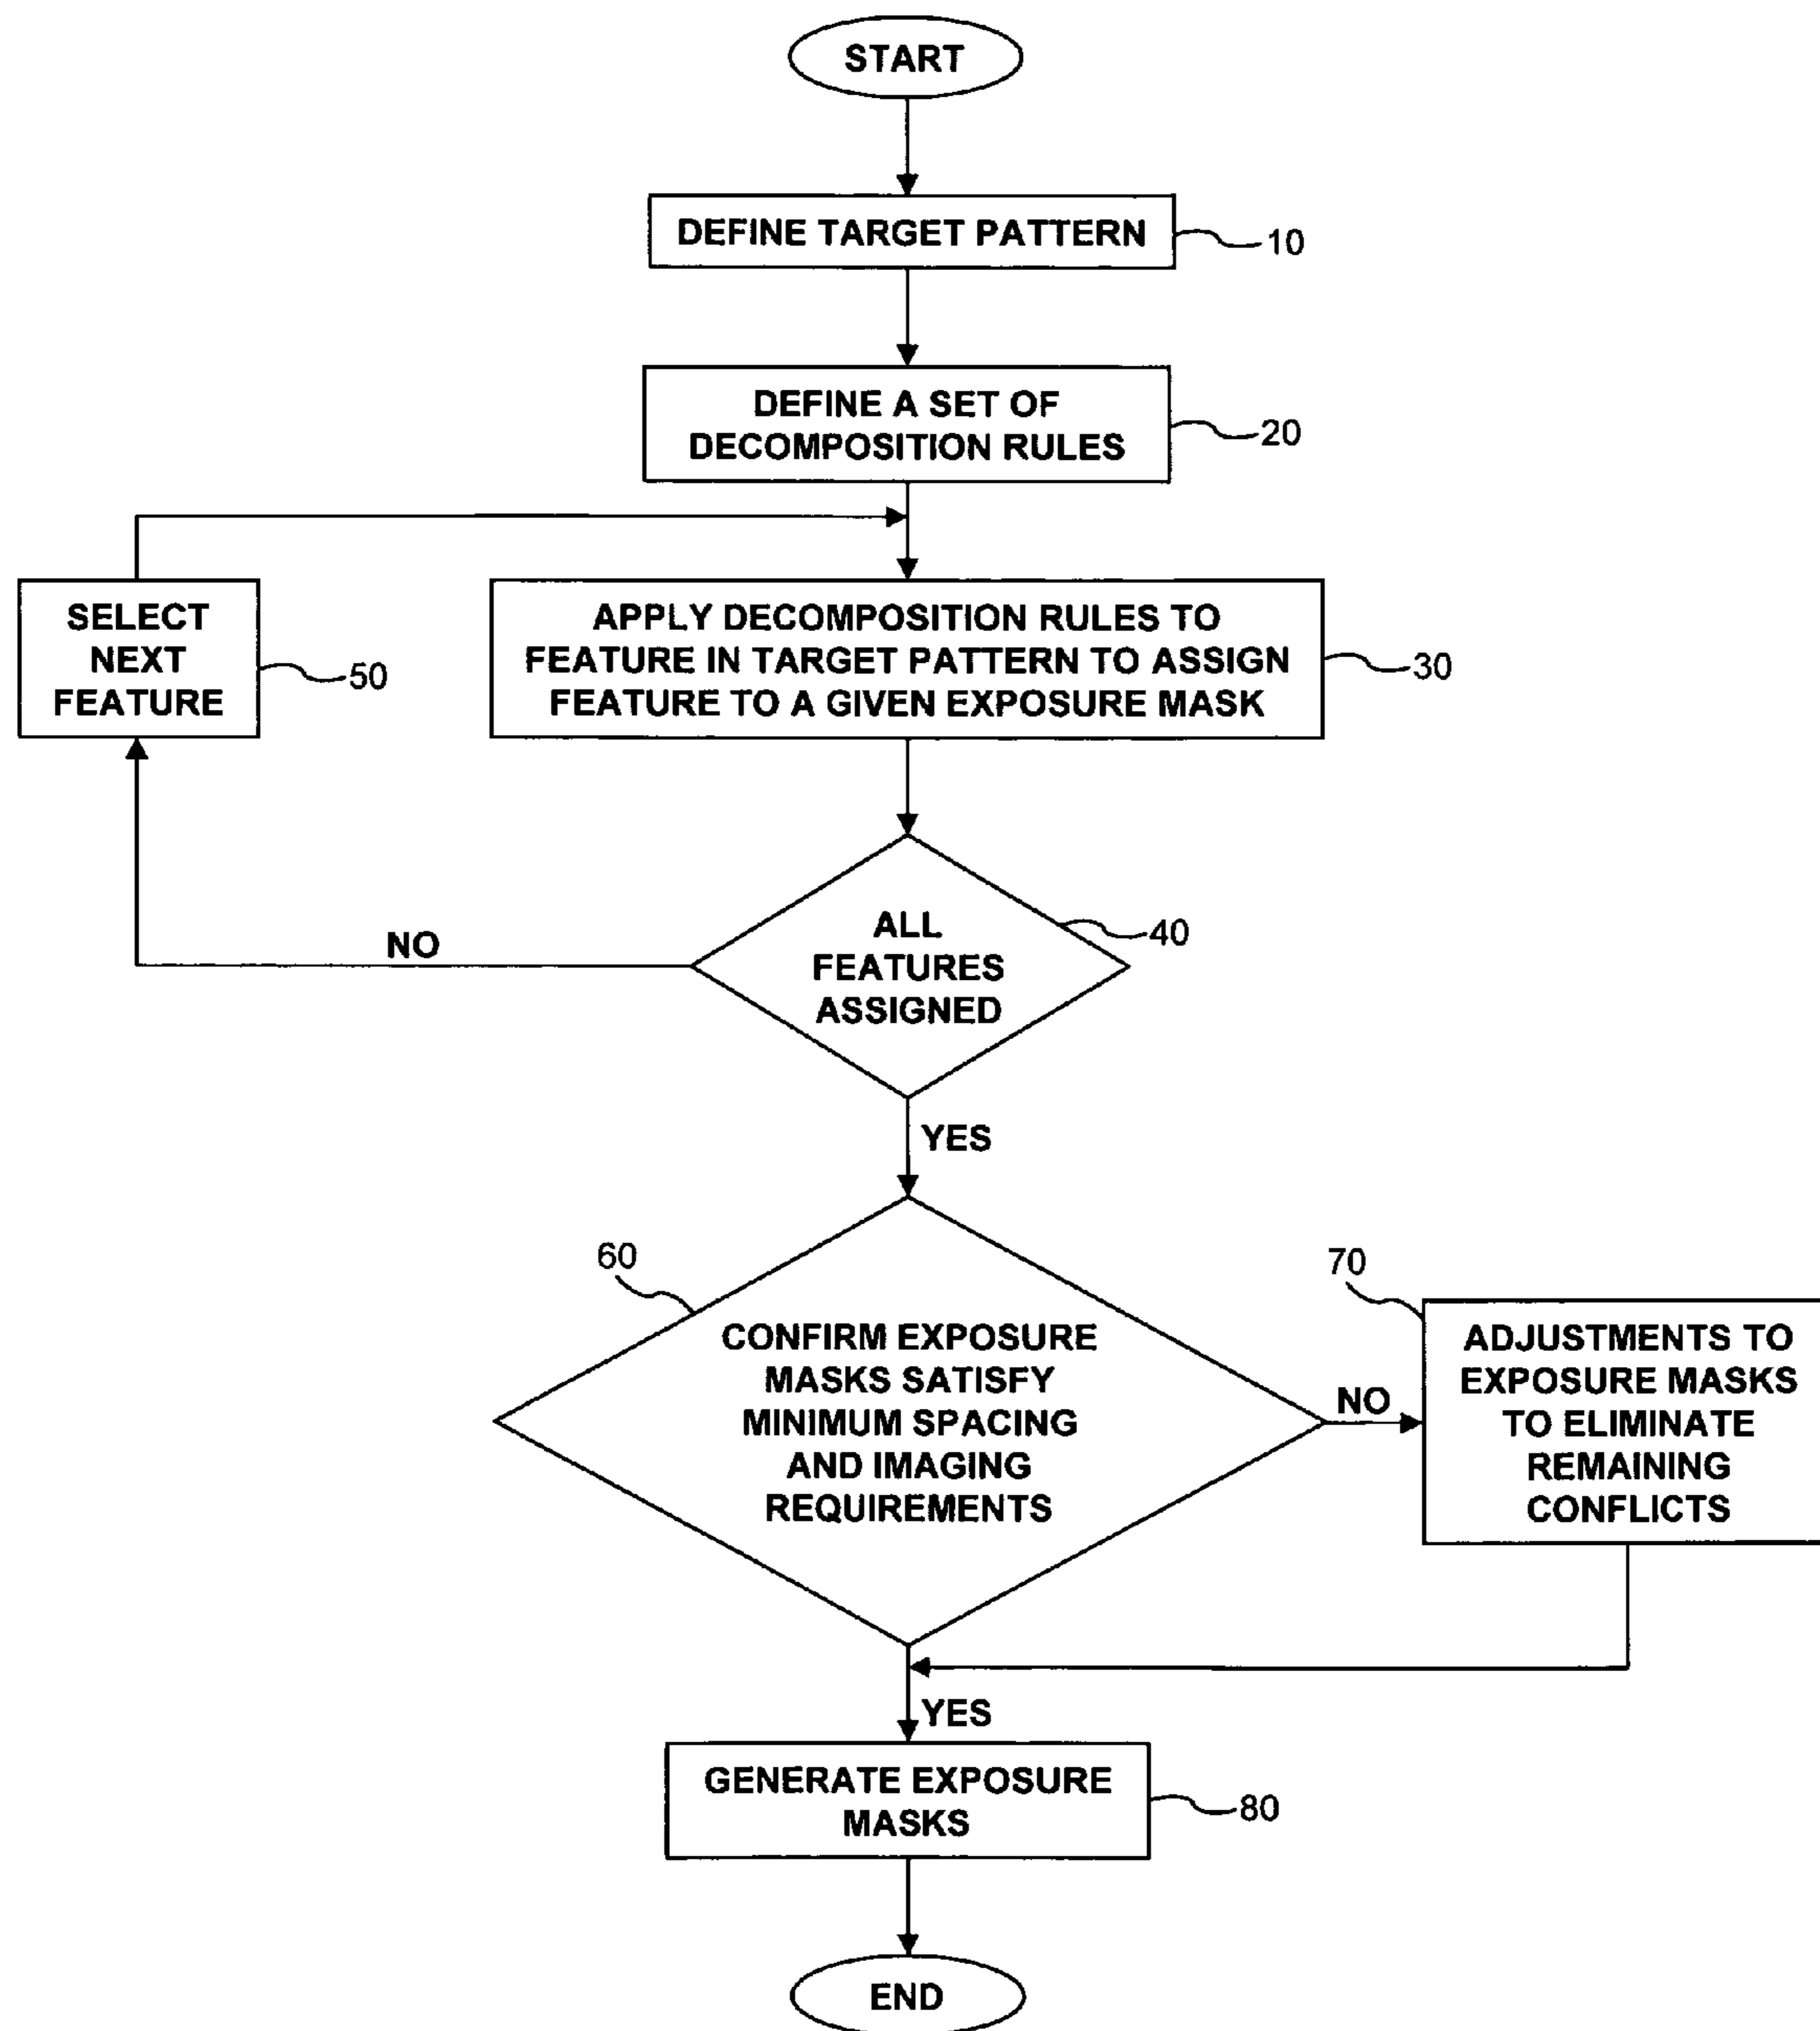 START
DEFINE TARGET PATTERN
10
DEFINE A SET OF
DECOMPOSITION RULES
20
SELECT
NEXT
FEATURE
50
APPLY DECOMPOSITION RULES TO
FEATURE IN TARGET PATTERN TO ASSIGN
FEATURE TO A GIVEN EXPOSURE MASK
30
ALL
FEATURES
ASSIGNED
40
NO
YES
60
CONFIRM EXPOSURE
MASKS SATISFY
MINIMUM SPACING
AND IMAGING
REQUIREMENTS
NO
70
ADJUSTMENTS TO
EXPOSURE MASKS
TO ELIMINATE
REMAINING
CONFLICTS
YES
GENERATE EXPOSURE
MASKS
80
END